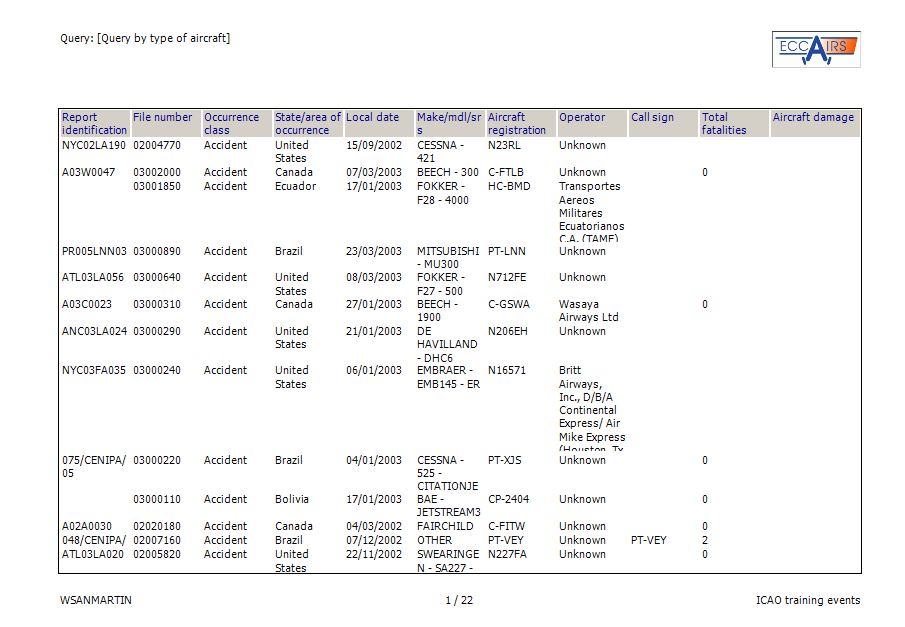 Query: [Query by type of aircraft]
ECCAIRS
Report identification File number Occurrence class State/area of occurrence Local date Make/mdl/srs Aircraft registration Operator Call sign Total fatalities Aircraft damage
NYC02LA190 02004770 Accident United States 15/09/2002 CESSNA - 421 N23RL Unknown
A03W0047 03002000 Accident Canada 07/03/2003 BEECH - 300 C-FTLB Unknown 0
03001850 Accident Ecuador 17/01/2003 FOKKER - F28 - 4000 HC-BMD Transportes Aereos Militares Ecuatorianos C.A. (TAME)
PR005LNN03 03000890 Accident Brazil 23/03/2003 MITSUBISHI - MU300 PT-LNN Unknown
ATL03LA056 03000640 Accident United States 08/03/2003 FOKKER - F27 - 500 N712FE Unknown
A03C0023 03000310 Accident Canada 27/01/2003 BEECH - 1900 C-GSWA Wasaya Airways Ltd 0
ANC03LA024 03000290 Accident United States 21/01/2003 DE HAVILLAND - DHC6 N206EH Unknown
NYC03FA035 03000240 Accident United States 06/01/2003 EMBRAER - EMB145 - ER N16571 Britt Airways, Inc., D/B/A Continental Express/ Air Mike Express (Houston, Tx
075/CENIPA/05 03000220 Accident Brazil 04/01/2003 CESSNA - 525 - CITATIONJE PT-XJS Unknown 0
03000110 Accident Bolivia 17/01/2003 BAE - JETSTREAM3 CP-2404 Unknown 0
A02A0030 02020180 Accident Canada 04/03/2002 FAIRCHILD C-FITW Unknown 0
048/CENIPA/ 02007160 Accident Brazil 07/12/2002 OTHER PT-VEY Unknown PT-VEY 2
ATL03LA020 02005820 Accident United States 22/11/2002 SWEARINGEN - SA227 - N227FA Unknown 0
WSANMARTIN 1 / 22 ICAO training events